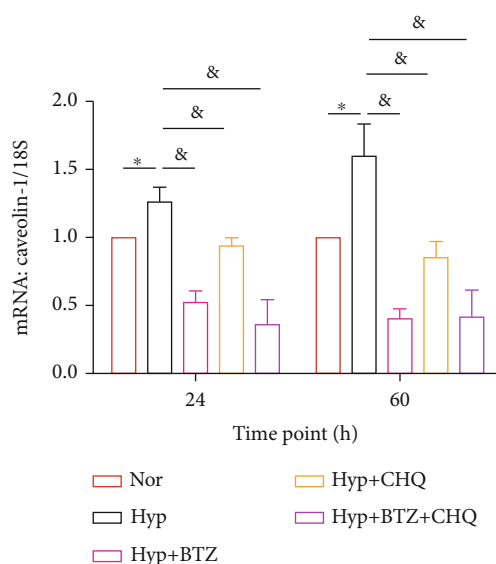 &
&
&
&
* &
* &
mRNA: caveolin-1/18S
2.0
1.5
1.0
0.5
0.0
24 60
Time point (h)
Nor Hyp+CHQ
Hyp Hyp+BTZ+CHQ
Hyp+BTZ